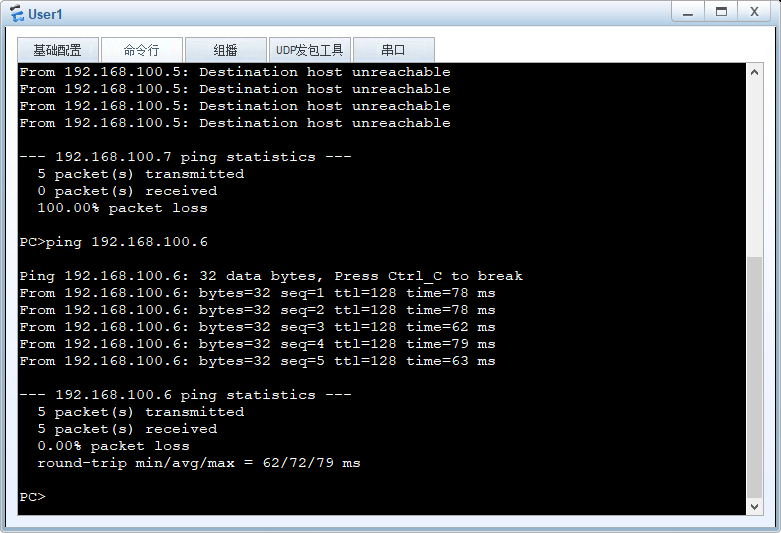 User1
基础配置 命令行 组播 UDP发包工具 串口
From 192.168.100.5: Destination host unreachable
From 192.168.100.5: Destination host unreachable
From 192.168.100.5: Destination host unreachable
From 192.168.100.5: Destination host unreachable
--- 192.168.100.7 ping statistics ---
5 packet(s) transmitted
0 packet(s) received
100.00% packet loss
PC>ping 192.168.100.6
Ping 192.168.100.6: 32 data bytes, Press Ctrl_C to break
From 192.168.100.6: bytes=32 seq=1 ttl=128 time=78 ms
From 192.168.100.6: bytes=32 seq=2 ttl=128 time=78 ms
From 192.168.100.6: bytes=32 seq=3 ttl=128 time=62 ms
From 192.168.100.6: bytes=32 seq=4 ttl=128 time=79 ms
From 192.168.100.6: bytes=32 seq=5 ttl=128 time=63 ms
--- 192.168.100.6 ping statistics ---
5 packet(s) transmitted
5 packet(s) received
0.00% packet loss
round-trip min/avg/max = 62/72/79 ms
PC>